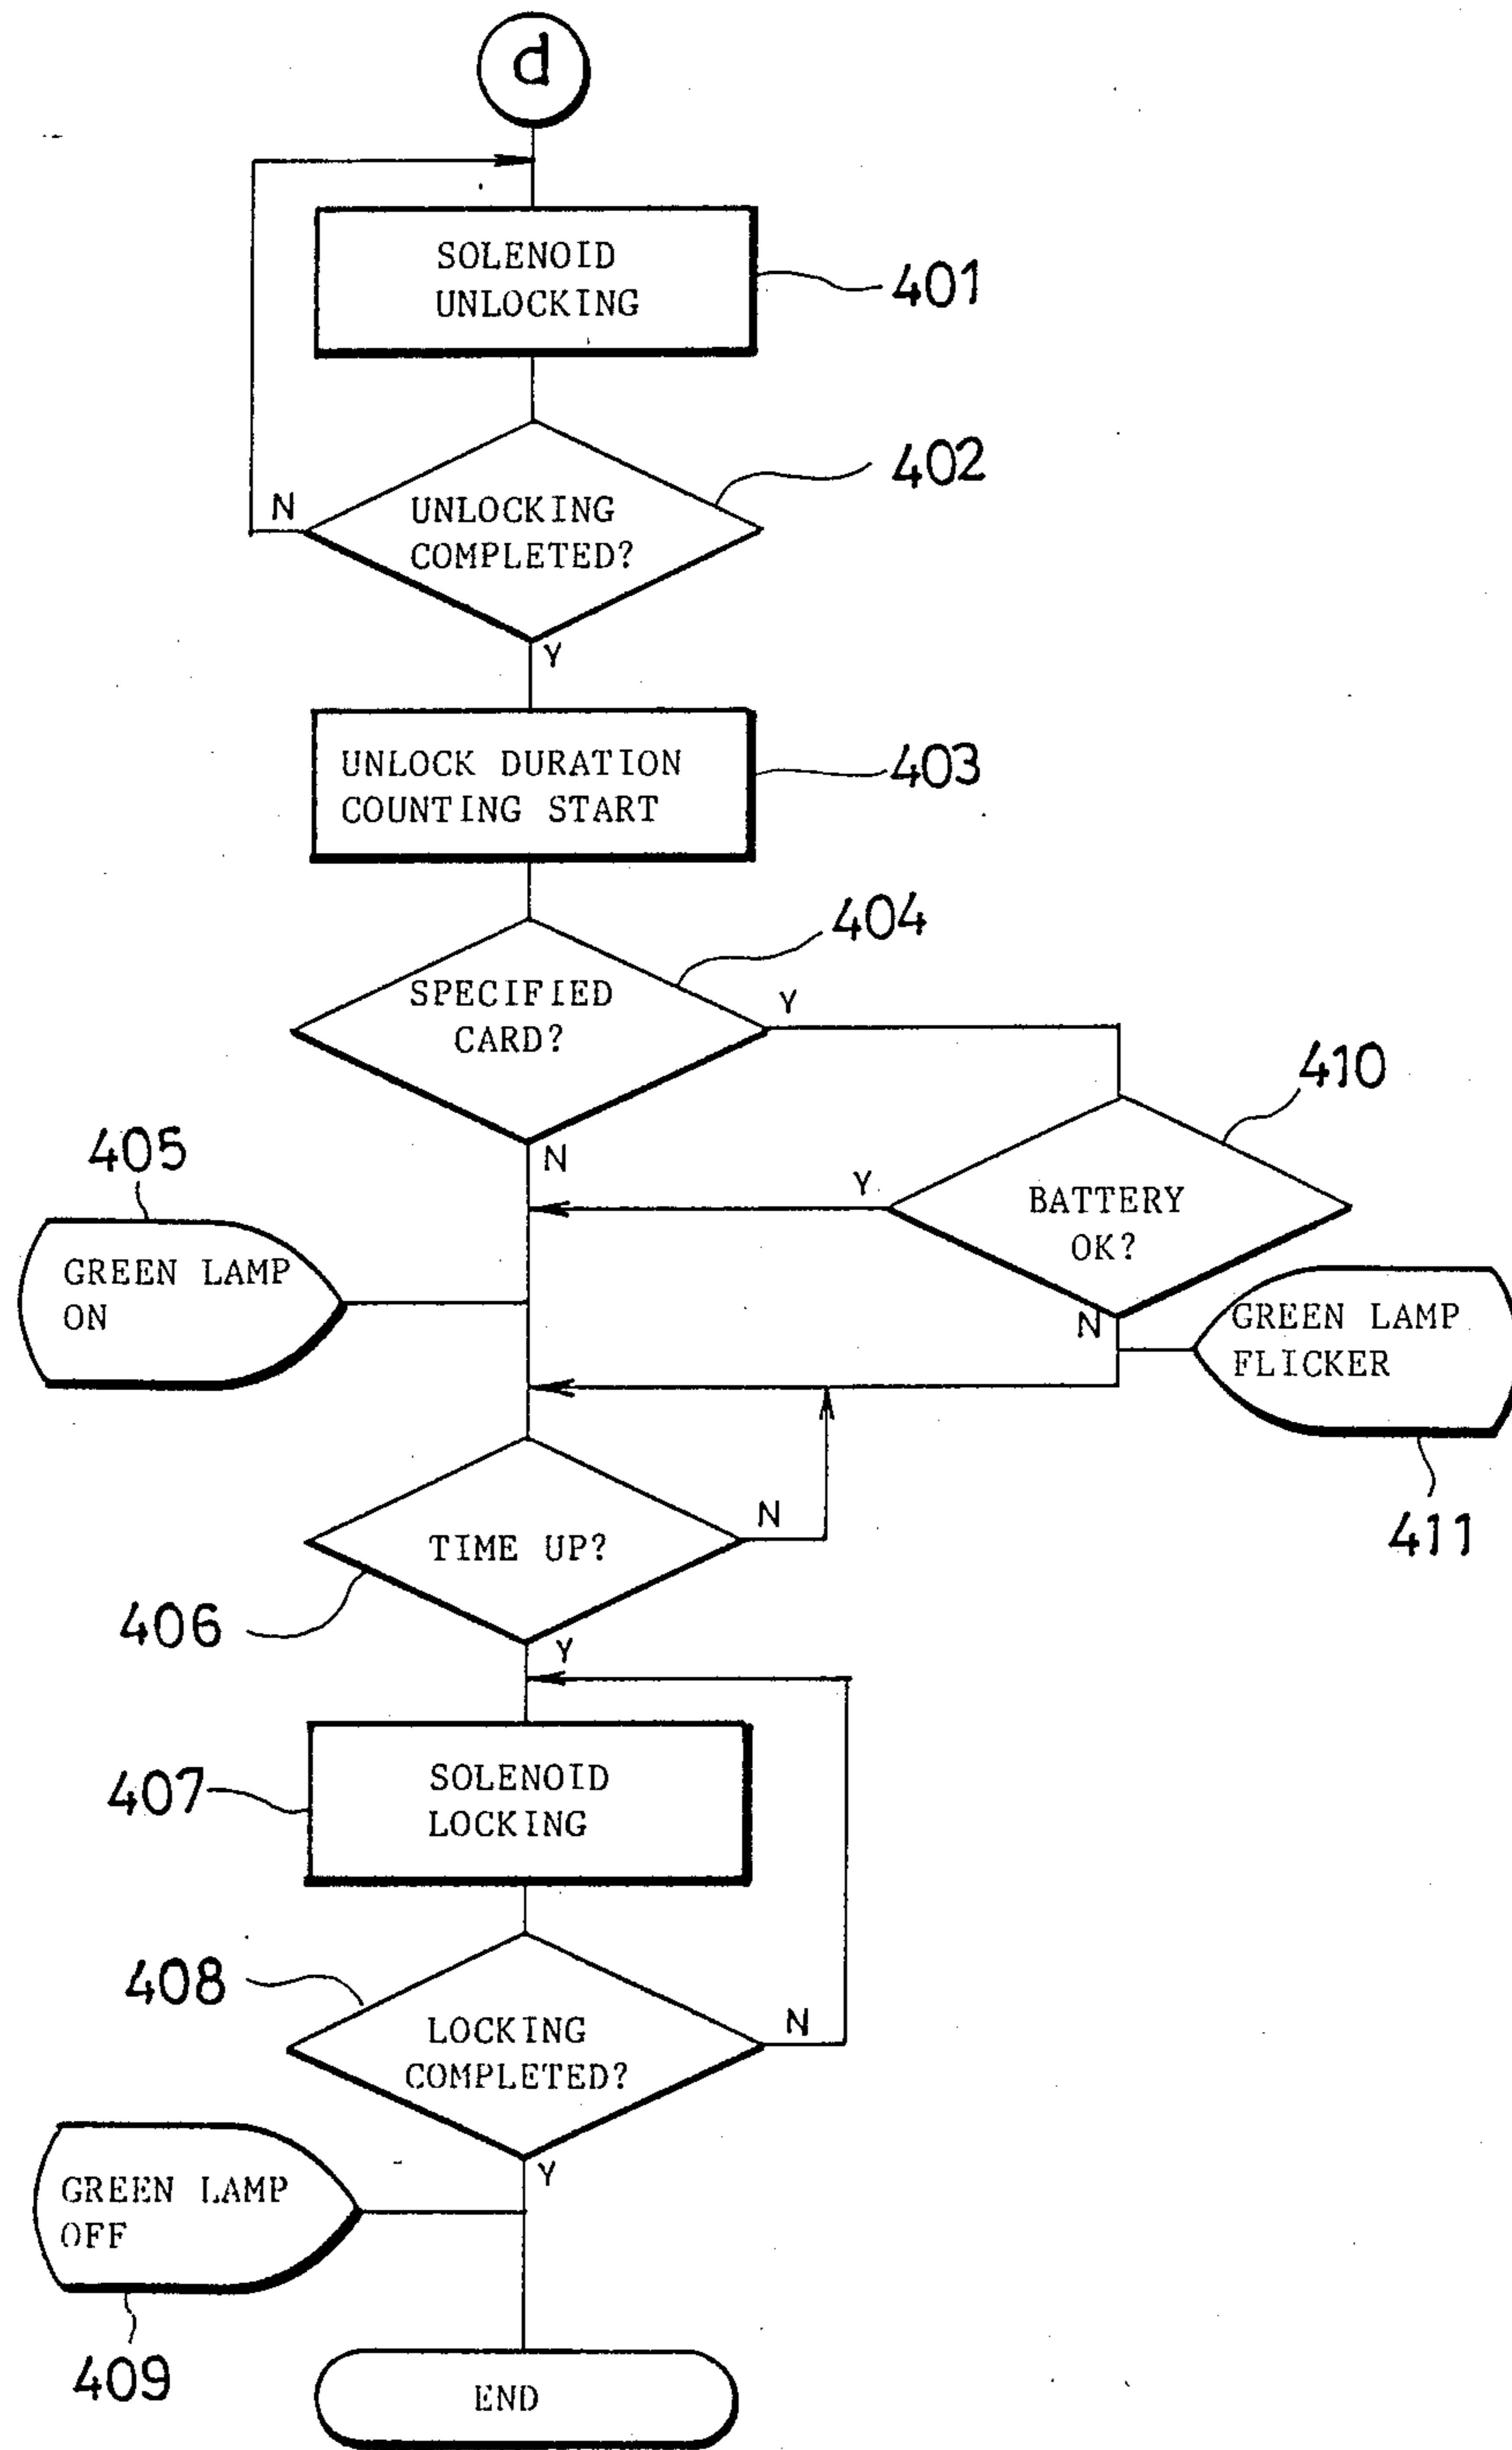 d
SOLENOID
UNLOCKING
401
402
N
UNLOCKING
COMPLETED?
Y
UNLOCK DURATION
COUNTING START
403
404
SPECIFIED
CARD?
Y
N
410
405
Y
BATTERY
OK?
GREEN LAMP
ON
N
GREEN LAMP
FLICKER
411
TIME UP?
N
406
Y
407
SOLENOID
LOCKING
408
LOCKING
COMPLETED?
N
Y
GREEN LAMP
OFF
409
END